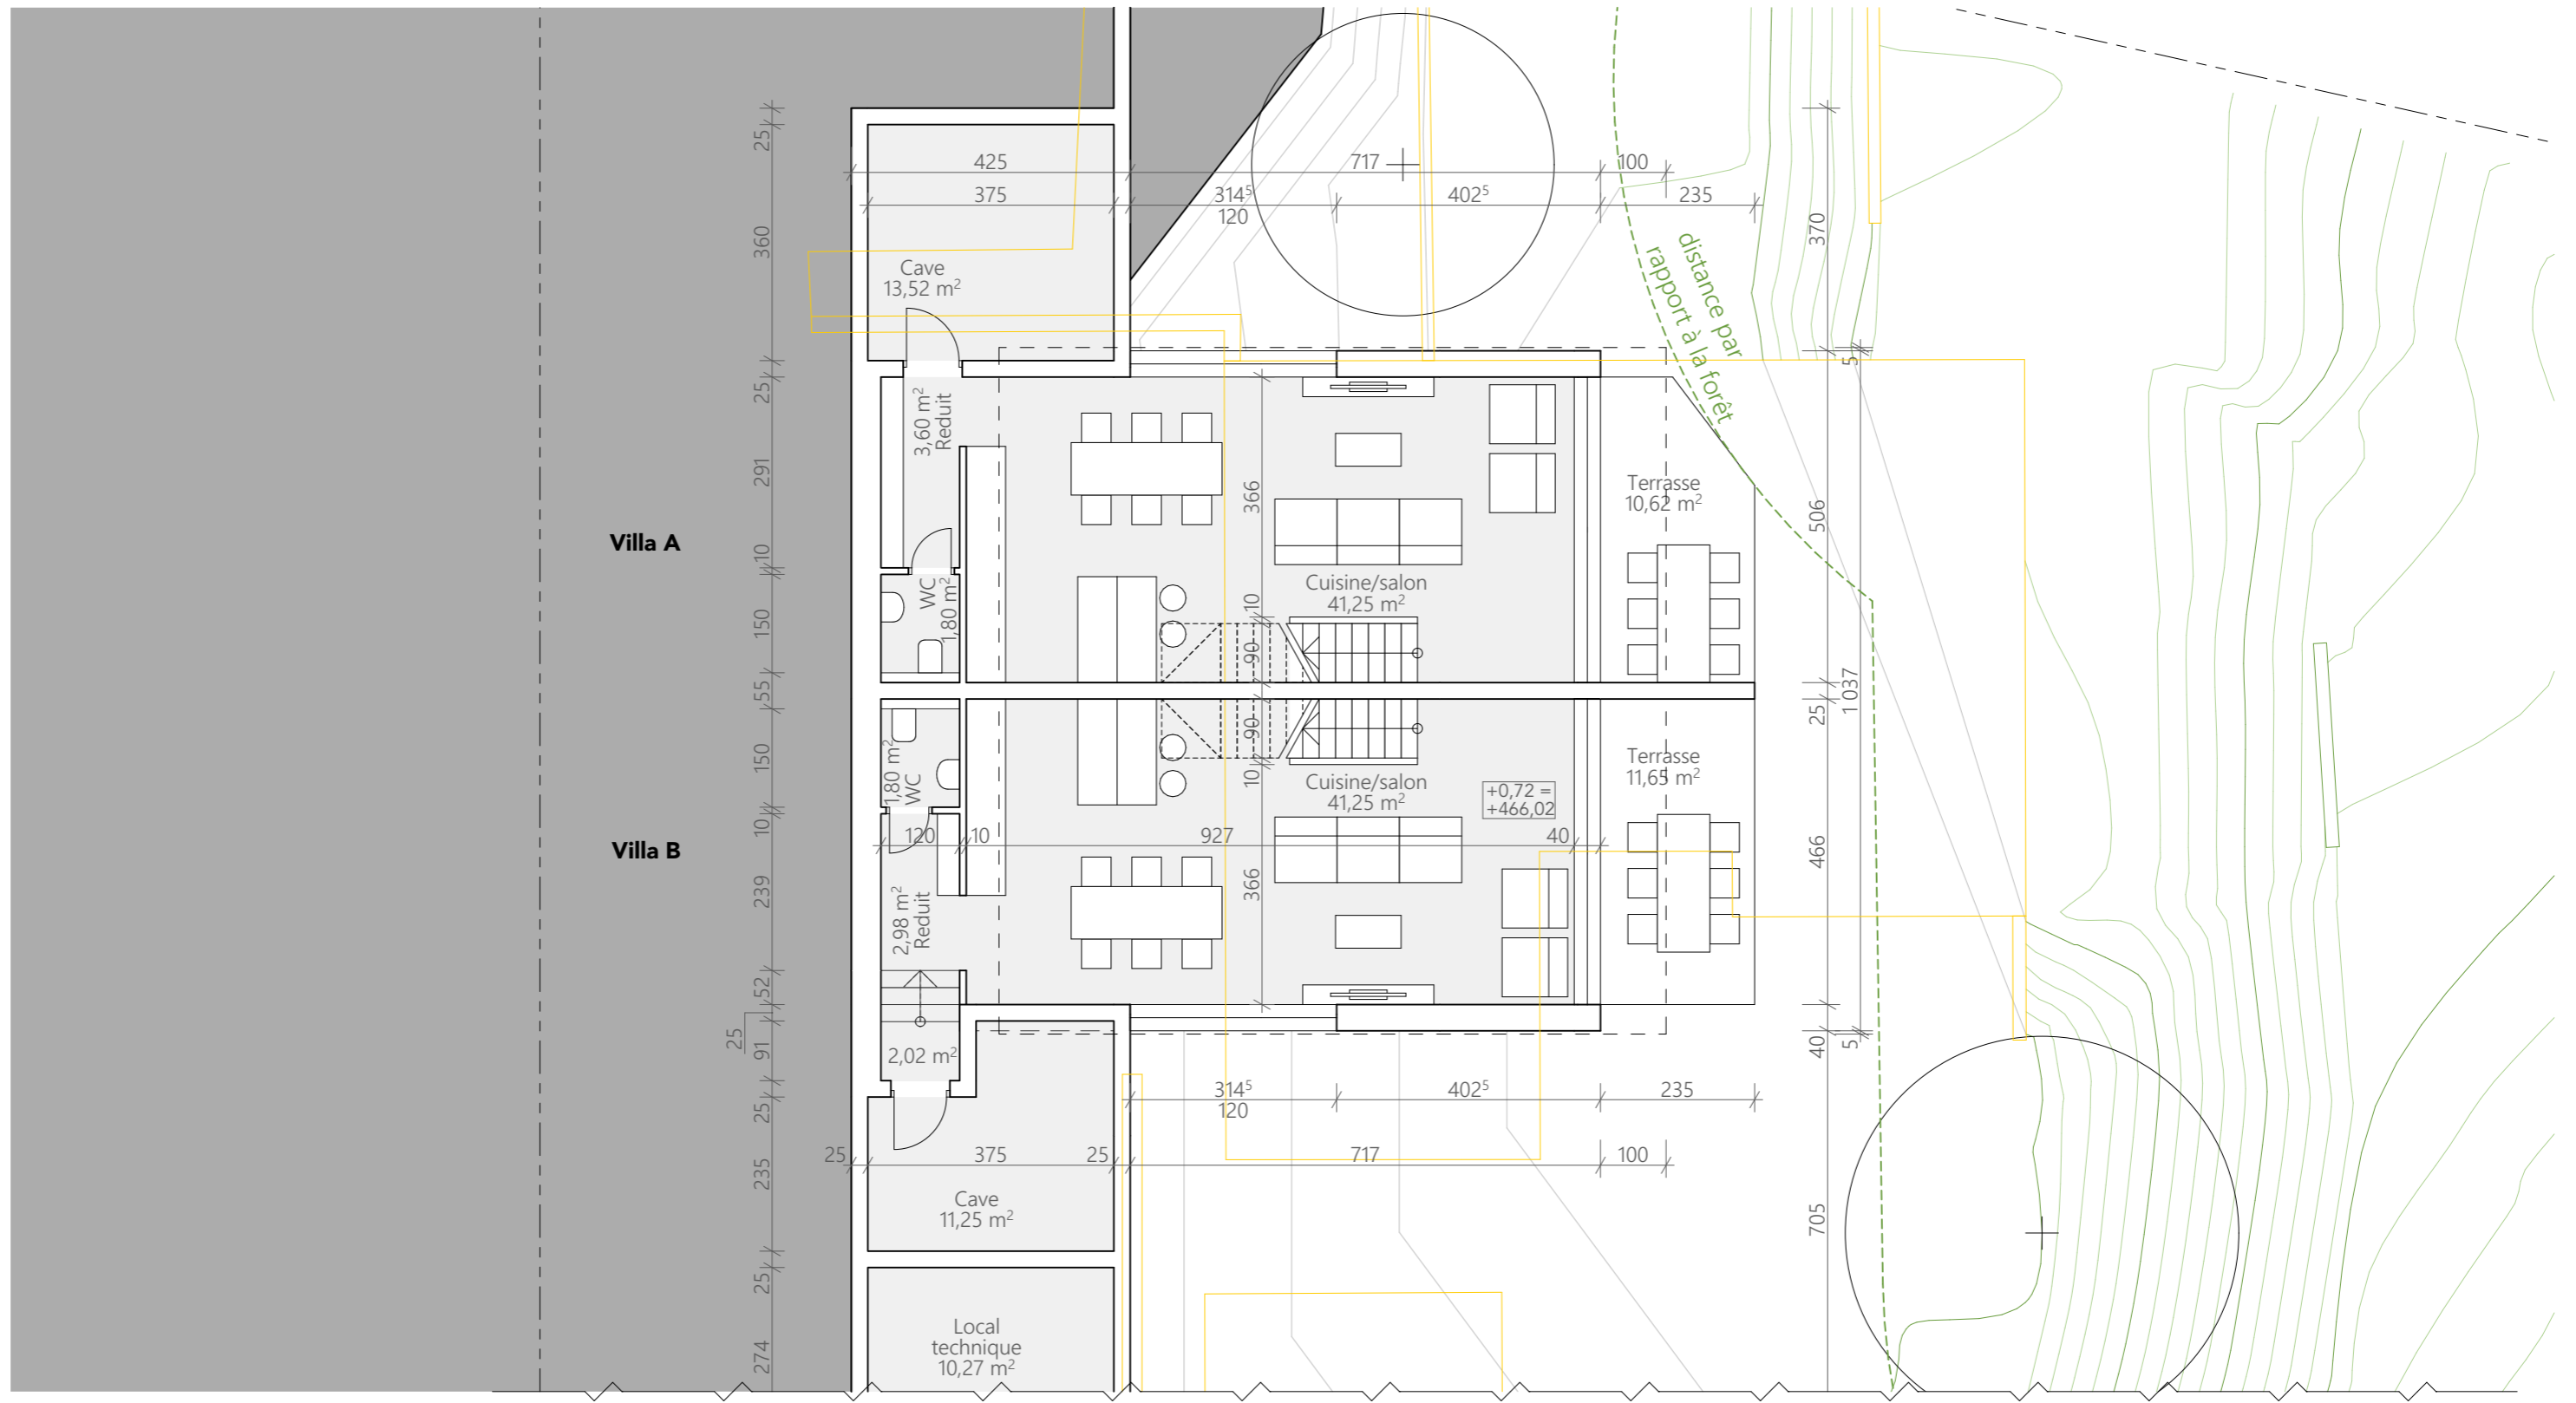 425
717
100
375
314⁵
120
402⁵
235
25
360
370
Cave
13,52 m²
distance par
rapport à la forêt
5
25
3,60 m²
Reduit
291
366
Terrasse
10,62 m²
506
Villa A
10
WC
1,80 m²
Cuisine/salon
41,25 m²
10
150
90
55
25
1 037
90
150
1,80 m²
WC
10
Cuisine/salon
41,25 m²
+0,72 =
+466,02
Terrasse
11,65 m²
Villa B
10
120
10
927
40
466
239
366
2,98 m²
Reduit
52
25
91
2,02 m²
40
5
25
314⁵
120
402⁵
235
25
375
25
717
100
235
Cave
11,25 m²
705
25
Local
technique
10,27 m²
274